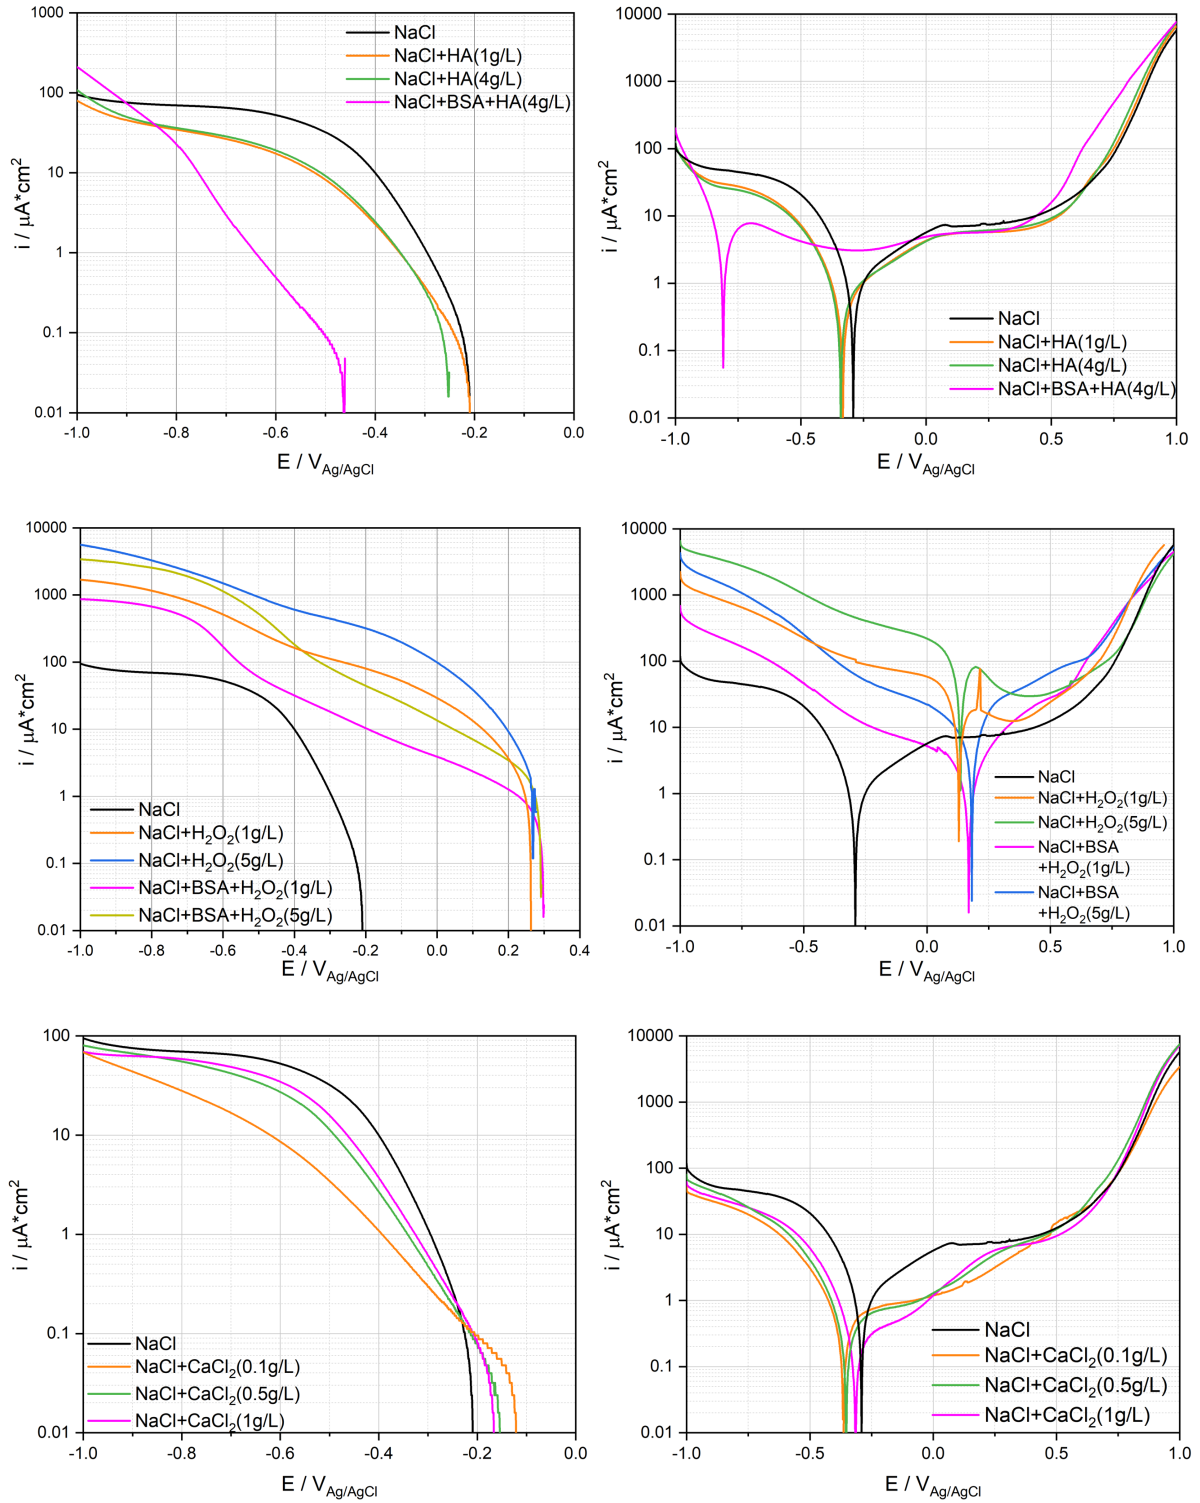 1000
100
10
1
0.1
0.01
-1.0 -0.8 -0.6 -0.4 -0.2 0.0
i / µA*cm2
E / VAg/AgCl
NaCl
NaCl+HA(1g/L)
NaCl+HA(4g/L)
NaCl+BSA+HA(4g/L)
10000
1000
100
10
1
0.1
0.01
-1.0 -0.5 0.0 0.5 1.0
i / µA*cm2
E / VAg/AgCl
NaCl
NaCl+HA(1g/L)
NaCl+HA(4g/L)
NaCl+BSA+HA(4g/L)
10000
1000
100
10
1
0.1
0.01
-1.0 -0.8 -0.6 -0.4 -0.2 0.0 0.2 0.4
i / µA*cm2
E / VAg/AgCl
NaCl
NaCl+H2O2(1g/L)
NaCl+H2O2(5g/L)
NaCl+BSA+H2O2(1g/L)
NaCl+BSA+H2O2(5g/L)
10000
1000
100
10
1
0.1
0.01
-1.0 -0.5 0.0 0.5 1.0
i / µA*cm2
E / VAg/AgCl
NaCl
NaCl+H2O2(1g/L)
NaCl+H2O2(5g/L)
NaCl+BSA
+H2O2(1g/L)
NaCl+BSA
+H2O2(5g/L)
100
10
1
0.1
0.01
-1.0 -0.8 -0.6 -0.4 -0.2 0.0
i / µA*cm2
E / VAg/AgCl
NaCl
NaCl+CaCl2(0.1g/L)
NaCl+CaCl2(0.5g/L)
NaCl+CaCl2(1g/L)
10000
1000
100
10
1
0.1
0.01
-1.0 -0.5 0.0 0.5 1.0
i / µA*cm2
E / VAg/AgCl
NaCl
NaCl+CaCl2(0.1g/L)
NaCl+CaCl2(0.5g/L)
NaCl+CaCl2(1g/L)